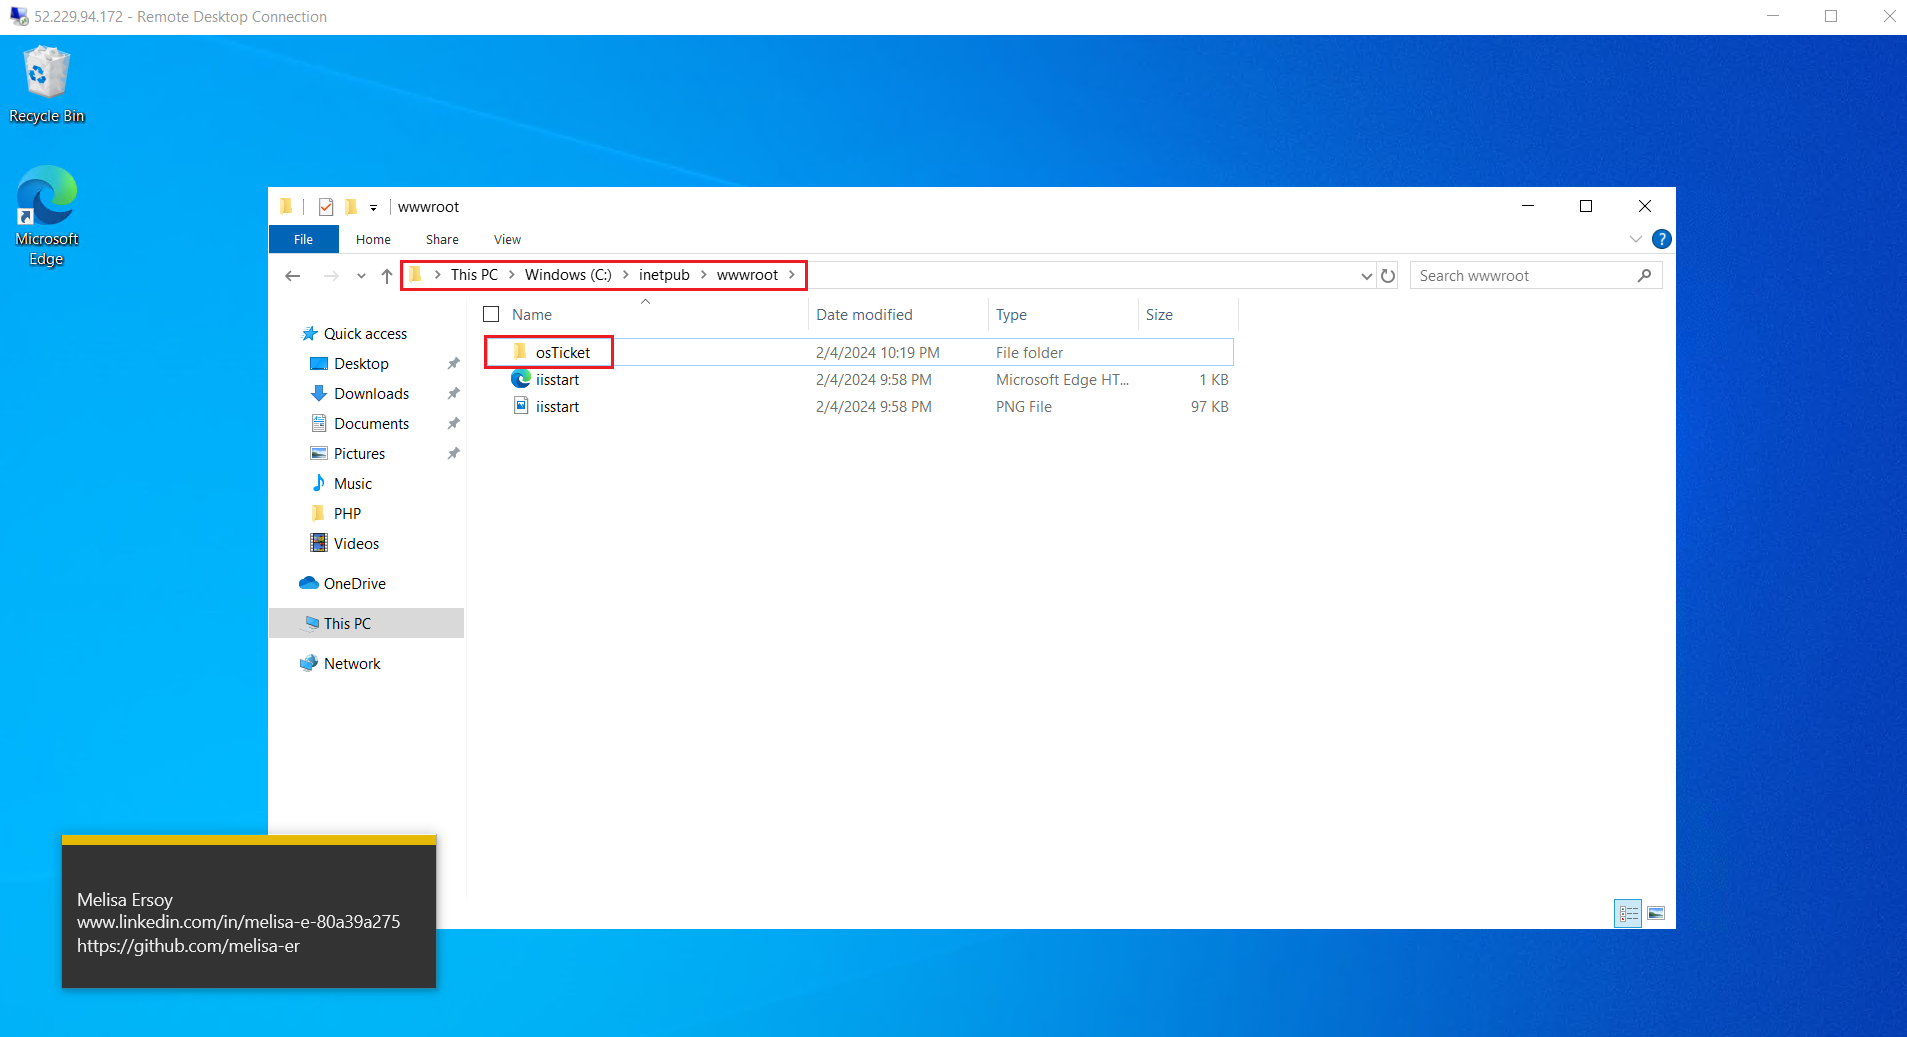 52.229.94.172 - Remote Desktop Connection
Recycle Bin
Microsoft
Edge
wwwroot
File Home Share View
This PC Windows (C:) inetpub wwwroot
Search wwwroot
Name Date modified Type Size
osTicket 2/4/2024 10:19 PM File folder
iisstart 2/4/2024 9:58 PM Microsoft Edge HT... 1 KB
iisstart 2/4/2024 9:58 PM PNG File 97 KB
Quick access
Desktop
Downloads
Documents
Pictures
Music
PHP
Videos
OneDrive
This PC
Network
Melisa Ersoy
www.linkedin.com/in/melisa-e-80a39a275
https://github.com/melisa-er